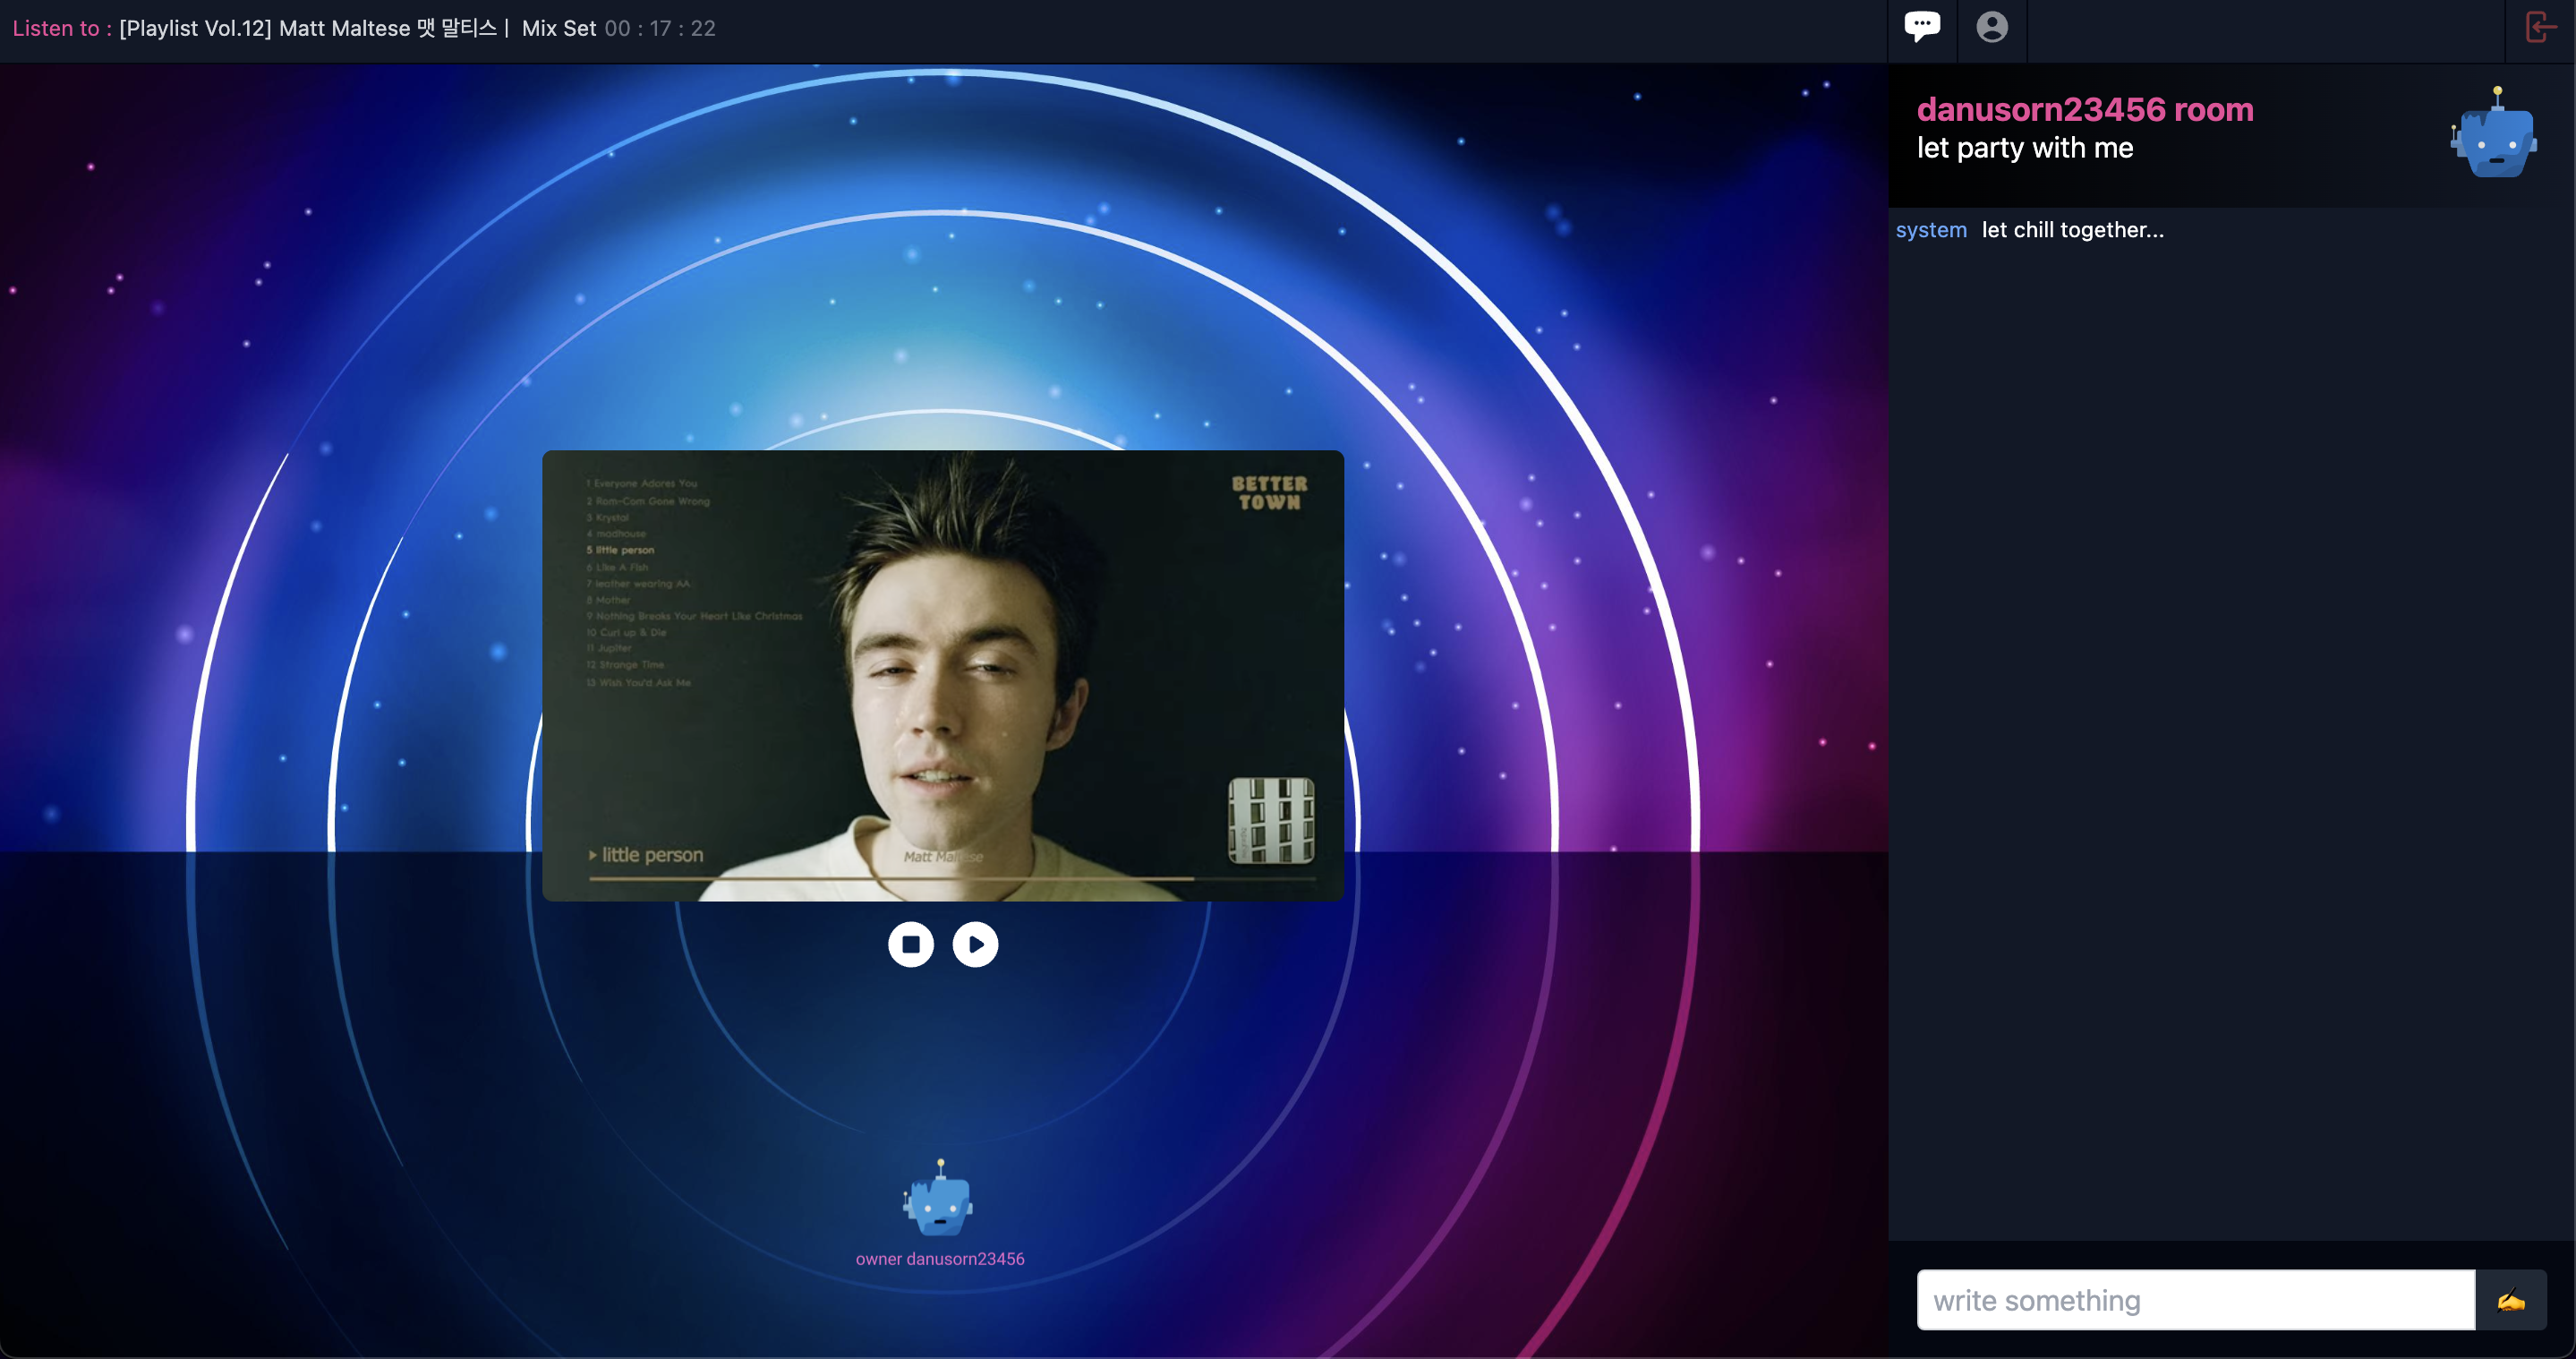 Listen to : [Playlist Vol.12] Matt Maltese 맷 말티스ㅣ Mix Set 00 : 17 : 22
danusorn23456 room
let party with me
system let chill together...
1 Everyone Adores You
2 Rom-Com Gone Wrong
3 Krystal
4 madhouse
5 little person
6 Like A Fish
7 leather wearing AA
8 Mother
9 Nothing Breaks Your Heart Like Christmas
10 Curl up & Die
11 Jupiter
12 Strange Time
13 Wish You'd Ask Me
BETTER
TOWN
little person
Matt Maltese
owner danusorn23456
write something